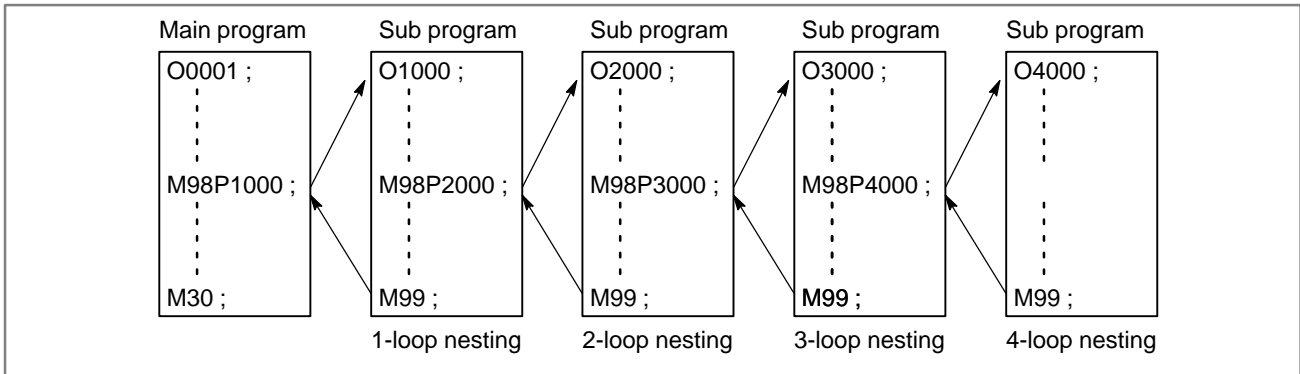 Main program
O0001 ;
M98P1000 ;
M30 ;
Sub program
O1000 ;
M98P2000 ;
M99 ;
1-loop nesting
Sub program
O2000 ;
M98P3000 ;
M99 ;
2-loop nesting
Sub program
O3000 ;
M98P4000 ;
M99 ;
3-loop nesting
Sub program
O4000 ;
M99 ;
4-loop nesting